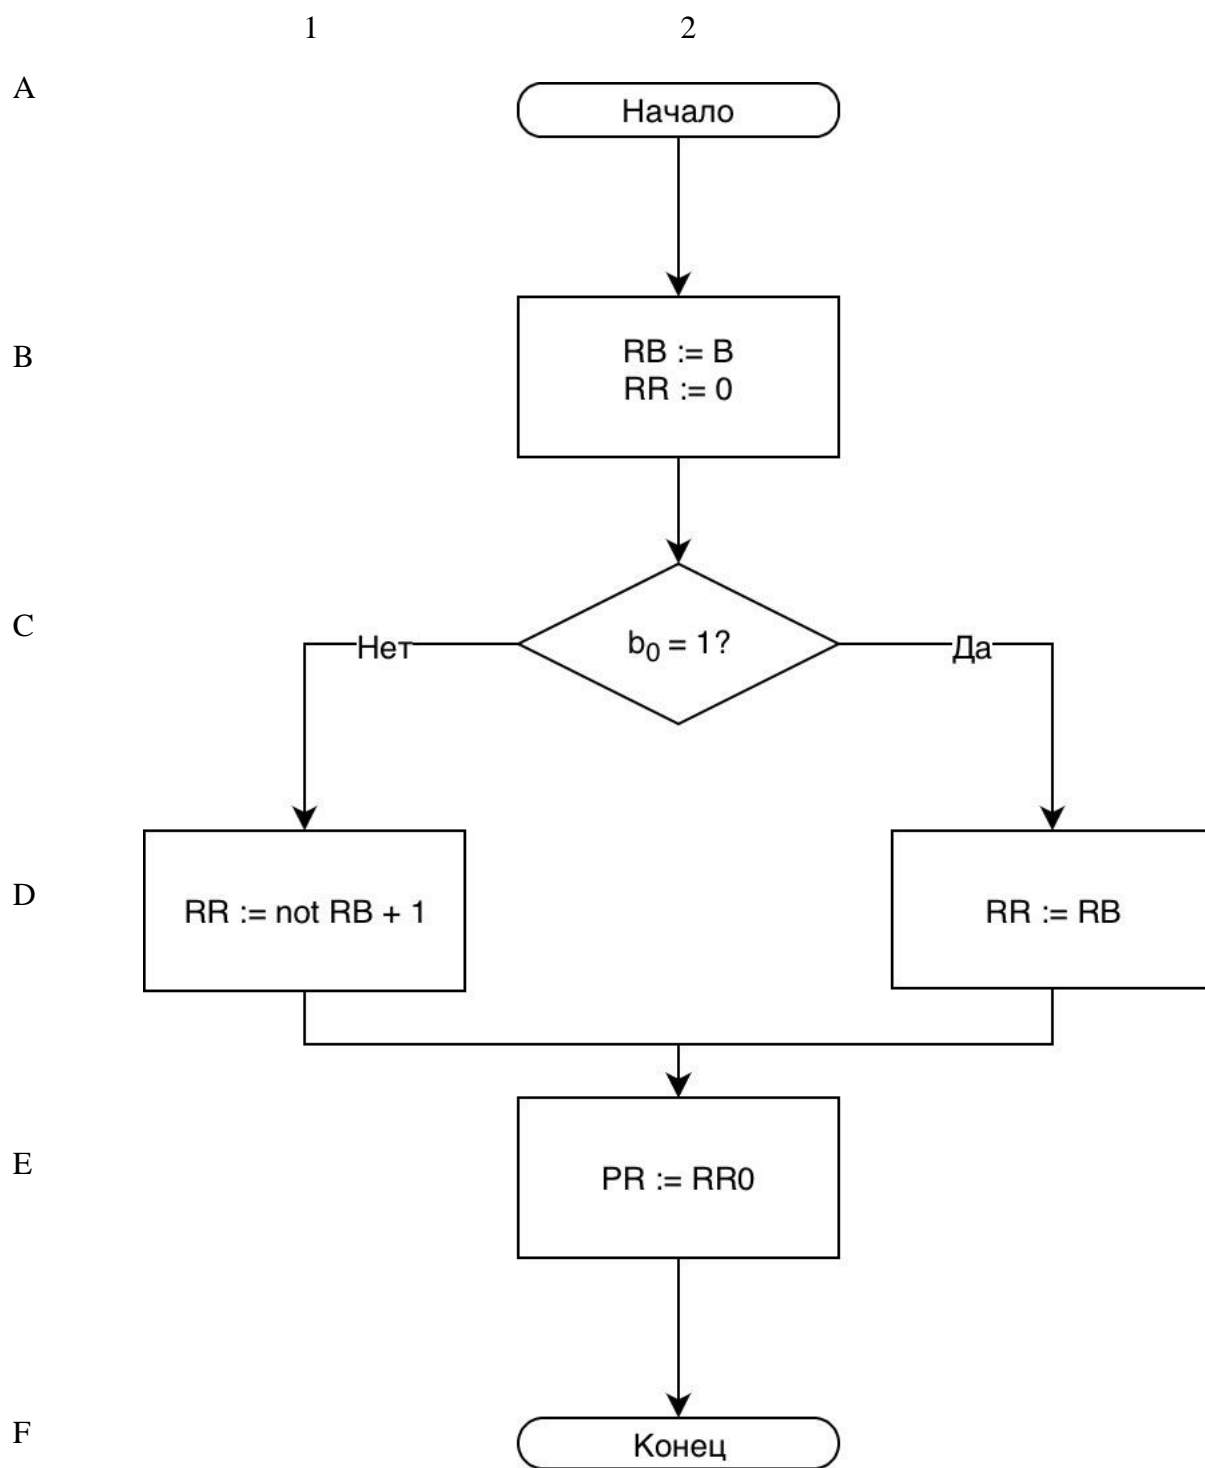 1 2
A
Начало
B
RB := B
RR := 0
C
Нет
b₀ = 1?
Да
D
RR := not RB + 1
RR := RB
E
PR := RR0
F
Конец